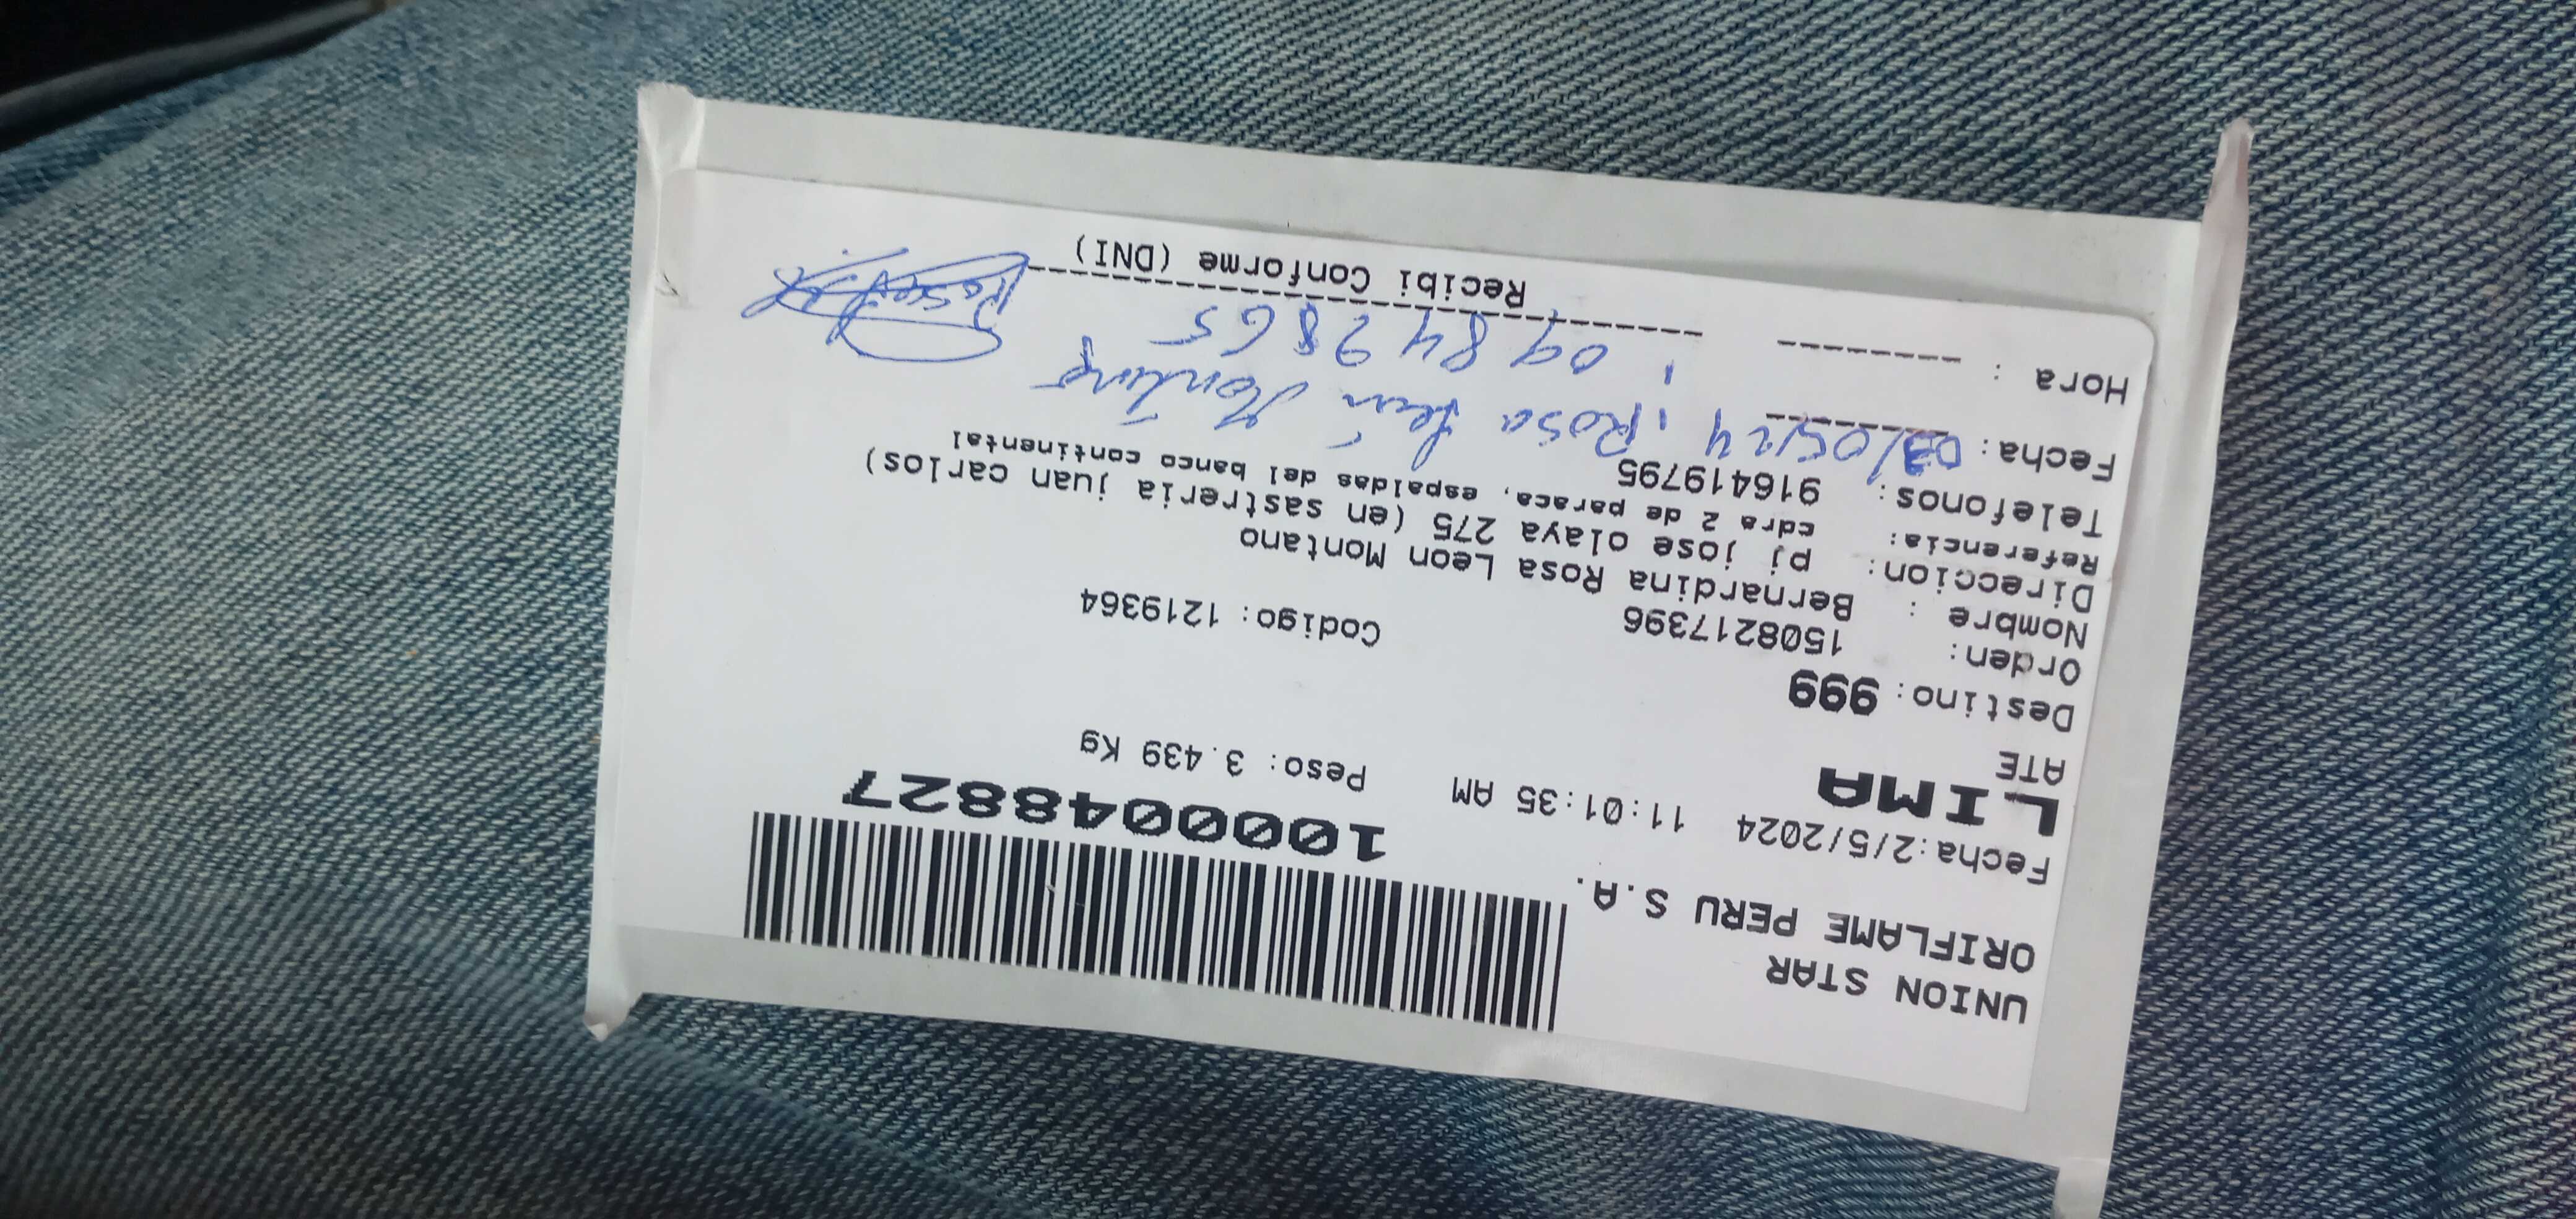 UNION STAR
ORIFLAME PERU S.A.
Fecha:2/5/2024 11:01:35 AM
1000048827
LIMA
Peso: 3.439 Kg
ATE
Destino: 999
Orden: 1508217396 Codigo: 1219364
Nombre : Bernardina Rosa Leon Montano
Direccion: pj jose olaya 275 (en sastreria juan carlos)
Referencia: cdra 2 de paraca, espaldas del banco continental
Telefonos: 916419795
Fecha: 03/05/24 Rosa León Montano
Hora :
Recibi Conforme (DNI)